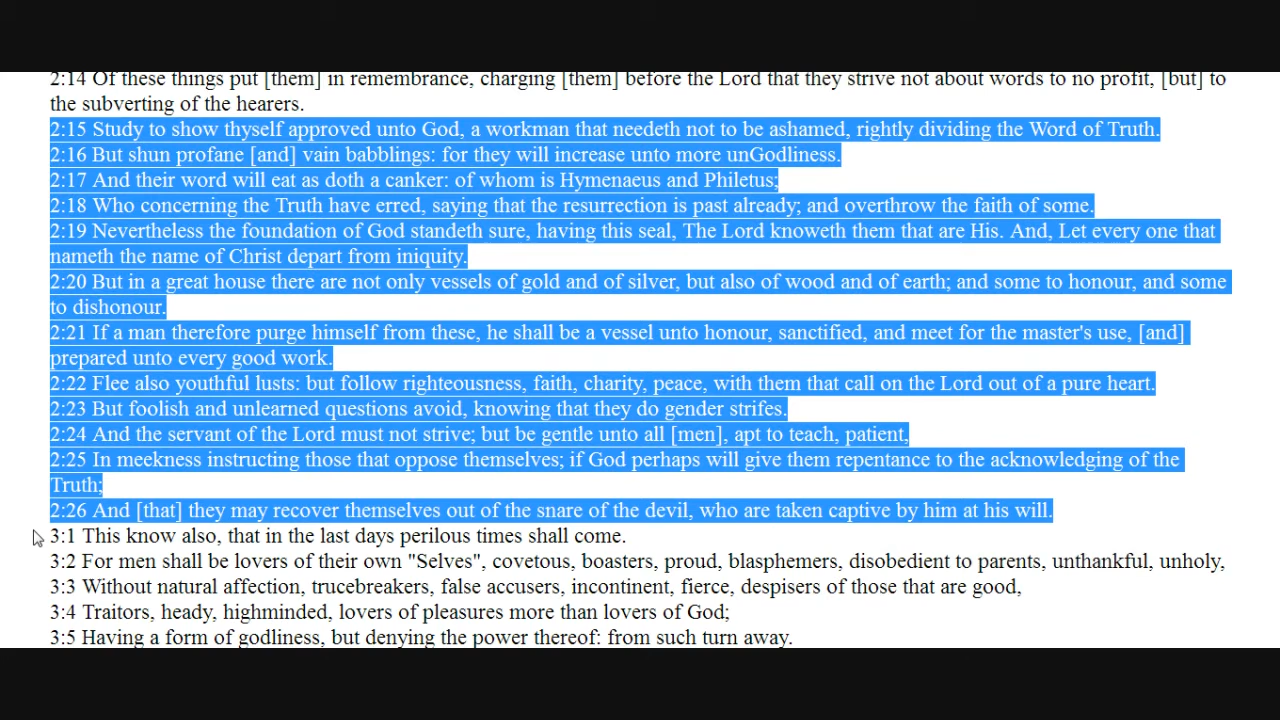 2:14 Of these things put [them] in remembrance, charging [them] before the Lord that they strive not about words to no profit, [but] to
the subverting of the hearers.
2:15 Study to show thyself approved unto God, a workman that needeth not to be ashamed, rightly dividing the Word of Truth.
2:16 But shun profane [and] vain babblings: for they will increase unto more unGodliness.
2:17 And their word will eat as doth a canker: of whom is Hymenaeus and Philetus;
2:18 Who concerning the Truth have erred, saying that the resurrection is past already; and overthrow the faith of some.
2:19 Nevertheless the foundation of God standeth sure, having this seal, The Lord knoweth them that are His. And, Let every one that
nameth the name of Christ depart from iniquity.
2:20 But in a great house there are not only vessels of gold and of silver, but also of wood and of earth; and some to honour, and some
to dishonour.
2:21 If a man therefore purge himself from these, he shall be a vessel unto honour, sanctified, and meet for the master's use, [and]
prepared unto every good work.
2:22 Flee also youthful lusts: but follow righteousness, faith, charity, peace, with them that call on the Lord out of a pure heart.
2:23 But foolish and unlearned questions avoid, knowing that they do gender strifes.
2:24 And the servant of the Lord must not strive; but be gentle unto all [men], apt to teach, patient,
2:25 In meekness instructing those that oppose themselves; if God perhaps will give them repentance to the acknowledging of the
Truth;
2:26 And [that] they may recover themselves out of the snare of the devil, who are taken captive by him at his will.
3:1 This know also, that in the last days perilous times shall come.
3:2 For men shall be lovers of their own "Selves", covetous, boasters, proud, blasphemers, disobedient to parents, unthankful, unholy,
3:3 Without natural affection, trucebreakers, false accusers, incontinent, fierce, despisers of those that are good,
3:4 Traitors, heady, highminded, lovers of pleasures more than lovers of God;
3:5 Having a form of godliness, but denying the power thereof: from such turn away.